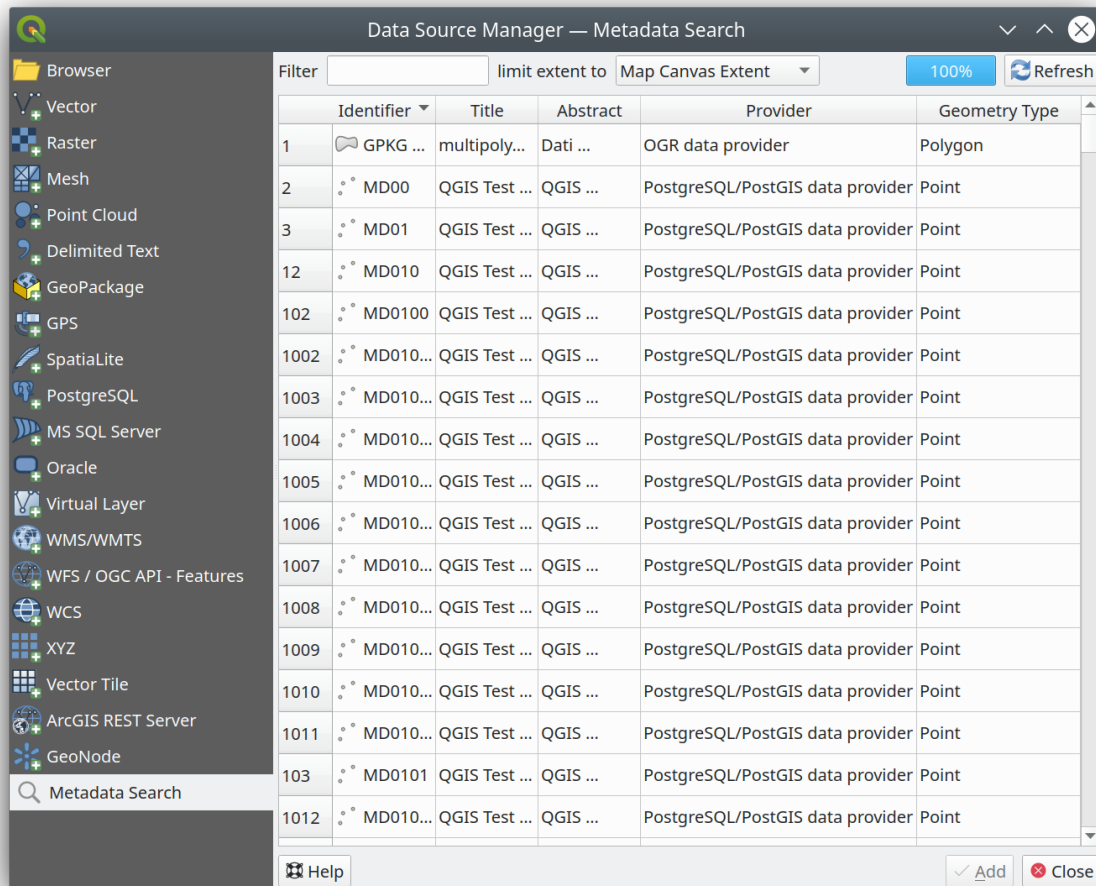 Data Source Manager — Metadata Search
Browser
Vector
Raster
Mesh
Point Cloud
Delimited Text
GeoPackage
GPS
SpatiaLite
PostgreSQL
MS SQL Server
Oracle
Virtual Layer
WMS/WMTS
WFS / OGC API - Features
WCS
XYZ
Vector Tile
ArcGIS REST Server
GeoNode
Metadata Search
Filter limit extent to Map Canvas Extent 100% Refresh
Identifier Title Abstract Provider Geometry Type
1 GPKG ... multipoly... Dati ... OGR data provider Polygon
2 MD00 QGIS Test ... QGIS ... PostgreSQL/PostGIS data provider Point
3 MD01 QGIS Test ... QGIS ... PostgreSQL/PostGIS data provider Point
12 MD010 QGIS Test ... QGIS ... PostgreSQL/PostGIS data provider Point
102 MD0100 QGIS Test ... QGIS ... PostgreSQL/PostGIS data provider Point
1002 MD010... QGIS Test ... QGIS ... PostgreSQL/PostGIS data provider Point
1003 MD010... QGIS Test ... QGIS ... PostgreSQL/PostGIS data provider Point
1004 MD010... QGIS Test ... QGIS ... PostgreSQL/PostGIS data provider Point
1005 MD010... QGIS Test ... QGIS ... PostgreSQL/PostGIS data provider Point
1006 MD010... QGIS Test ... QGIS ... PostgreSQL/PostGIS data provider Point
1007 MD010... QGIS Test ... QGIS ... PostgreSQL/PostGIS data provider Point
1008 MD010... QGIS Test ... QGIS ... PostgreSQL/PostGIS data provider Point
1009 MD010... QGIS Test ... QGIS ... PostgreSQL/PostGIS data provider Point
1010 MD010... QGIS Test ... QGIS ... PostgreSQL/PostGIS data provider Point
1011 MD010... QGIS Test ... QGIS ... PostgreSQL/PostGIS data provider Point
103 MD0101 QGIS Test ... QGIS ... PostgreSQL/PostGIS data provider Point
1012 MD010... QGIS Test ... QGIS ... PostgreSQL/PostGIS data provider Point
Help Add Close